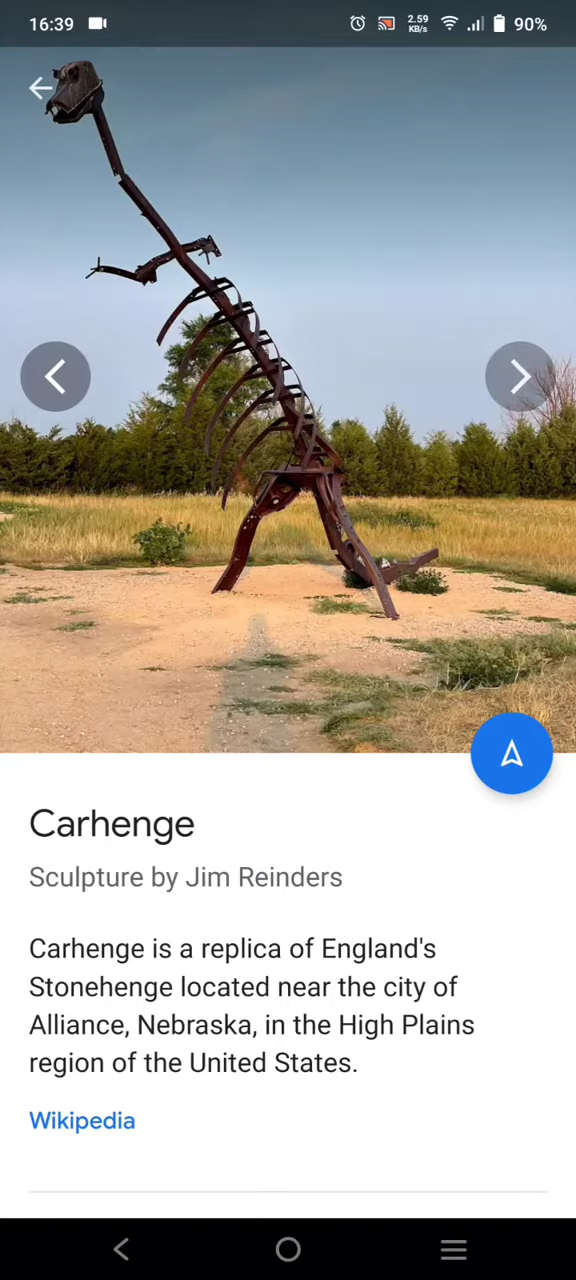 16:39
2.59
KB/s
90%
Carhenge
Sculpture by Jim Reinders
Carhenge is a replica of England's
Stonehenge located near the city of
Alliance, Nebraska, in the High Plains
region of the United States.
Wikipedia